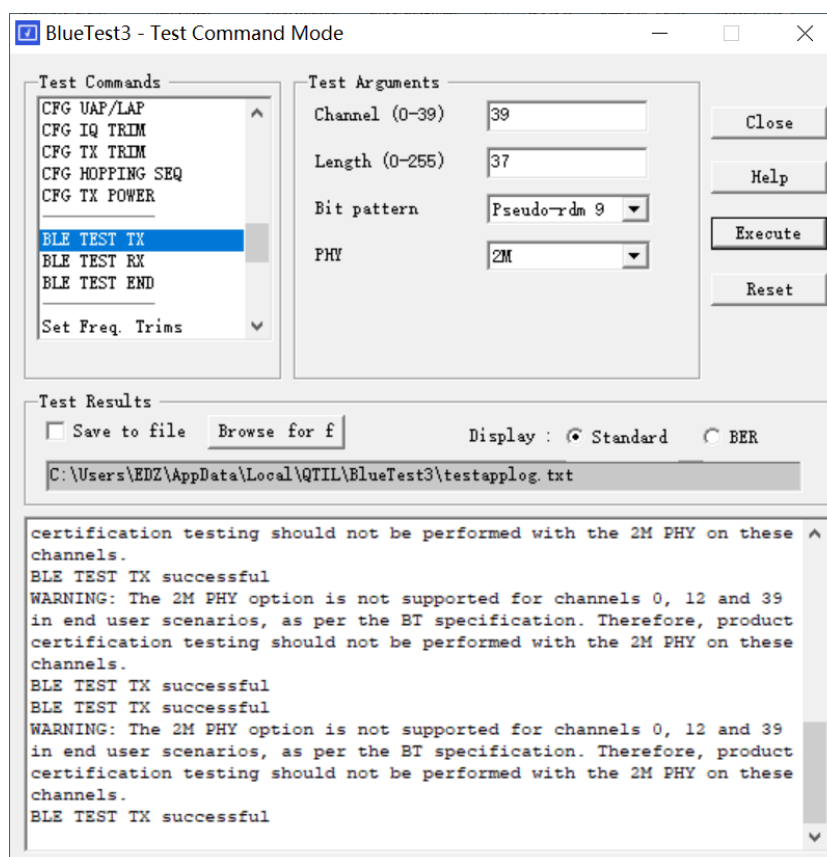 BlueTest3 - Test Command Mode
Test Commands
CFG UAP/LAP
CFG IQ TRIM
CFG TX TRIM
CFG HOPPING SEQ
CFG TX POWER
BLE TEST TX
BLE TEST RX
BLE TEST END
Set Freq. Trims
Test Arguments
Channel (0-39)
39
Length (0-255)
37
Bit pattern
Pseudo-rdm 9
PHY
2M
Close
Help
Execute
Reset
Test Results
Save to file
Browse for f
Display :
Standard
BER
C:\Users\EDZ\AppData\Local\QTIL\BlueTest3\testapplog.txt
certification testing should not be performed with the 2M PHY on these
channels.
BLE TEST TX successful
WARNING: The 2M PHY option is not supported for channels 0, 12 and 39
in end user scenarios, as per the BT specification. Therefore, product
certification testing should not be performed with the 2M PHY on these
channels.
BLE TEST TX successful
BLE TEST TX successful
WARNING: The 2M PHY option is not supported for channels 0, 12 and 39
in end user scenarios, as per the BT specification. Therefore, product
certification testing should not be performed with the 2M PHY on these
channels.
BLE TEST TX successful